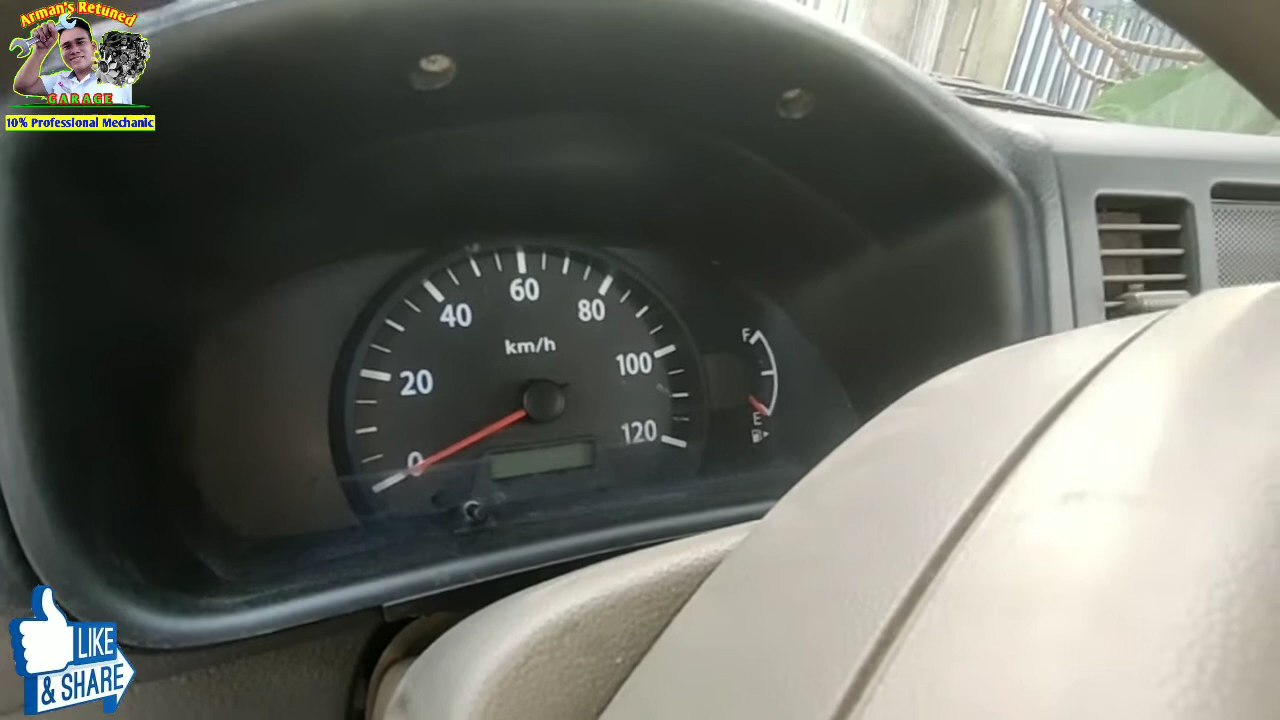 Arman's Retuned
GARAGE
10% Professional Mechanic
0
20
40
60
80
100
120
km/h
F
E
LIKE
& SHARE